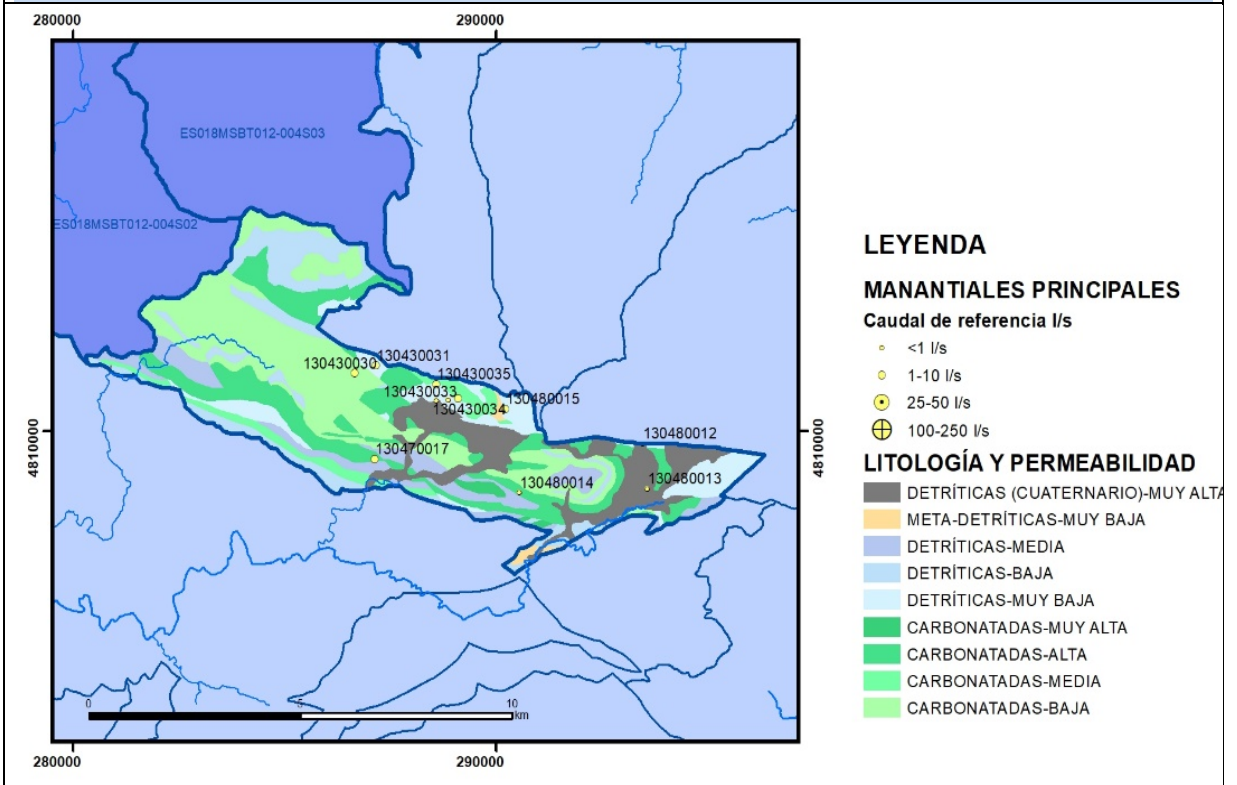 280000
290000
ES018MSBT012-004S03
ES018MSBT012-004S02
130430030
130430031
130430035
130430033
130430034
130480015
130480012
130470017
130480014
130480013
4810000
4810000
0
5
10
km
280000
290000
LEYENDA
MANANTIALES PRINCIPALES
Caudal de referencia l/s
<1 l/s
1-10 l/s
25-50 l/s
100-250 l/s
LITOLOGÍA Y PERMEABILIDAD
DETRÍTICAS (CUATERNARIO)-MUY ALTA
META-DETRÍTICAS-MUY BAJA
DETRÍTICAS-MEDIA
DETRÍTICAS-BAJA
DETRÍTICAS-MUY BAJA
CARBONATADAS-MUY ALTA
CARBONATADAS-ALTA
CARBONATADAS-MEDIA
CARBONATADAS-BAJA